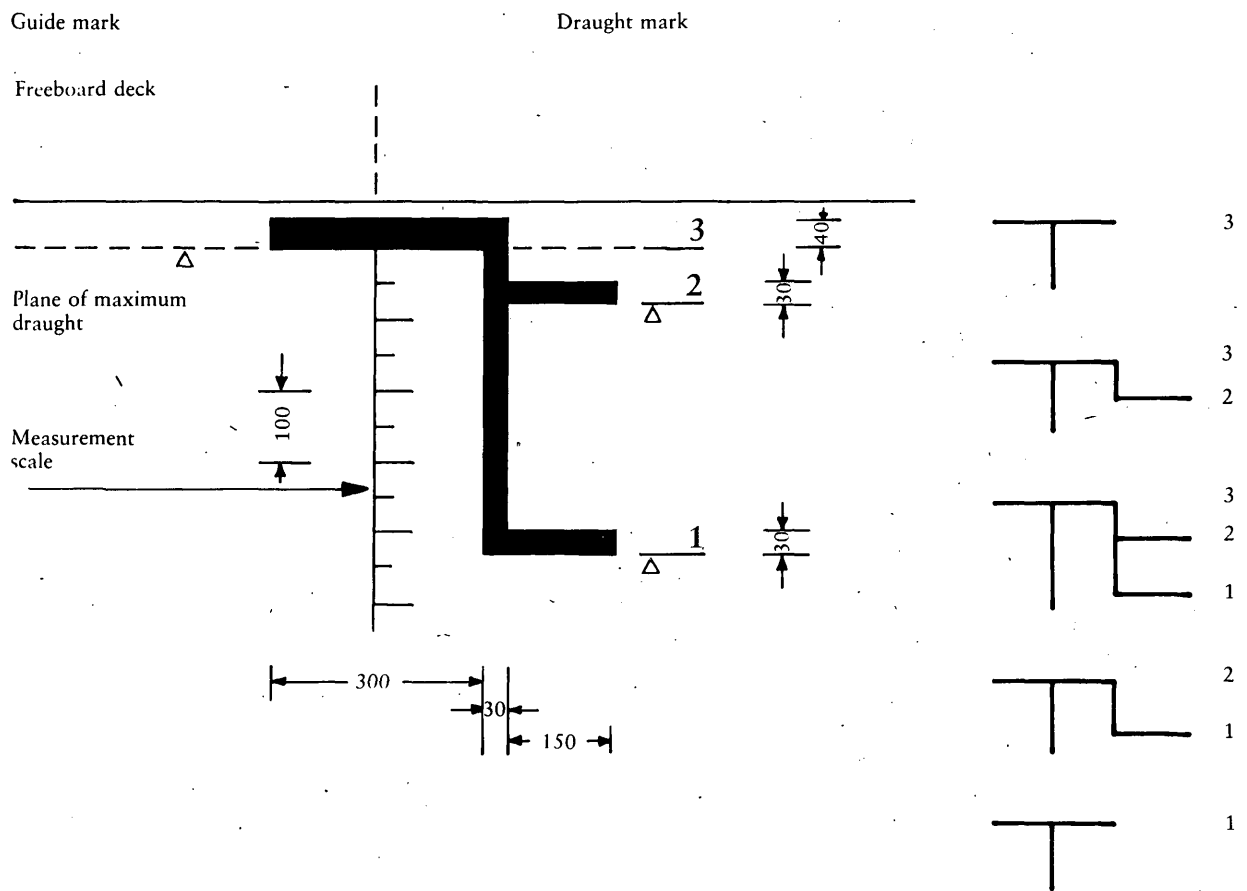 Guide mark
Draught mark
Freeboard deck
3
40
3
2
30
Plane of maximum
draught
3
2
100
Measurement
scale
3
2
1
1
30
300
30
150
2
1
1